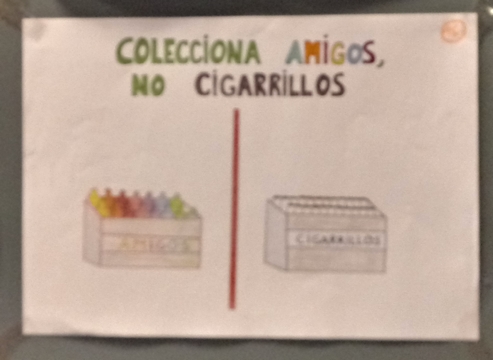 COLECCIONA AMIGOS,
NO CIGARRILLOS
AMIGOS
CIGARRILLOS